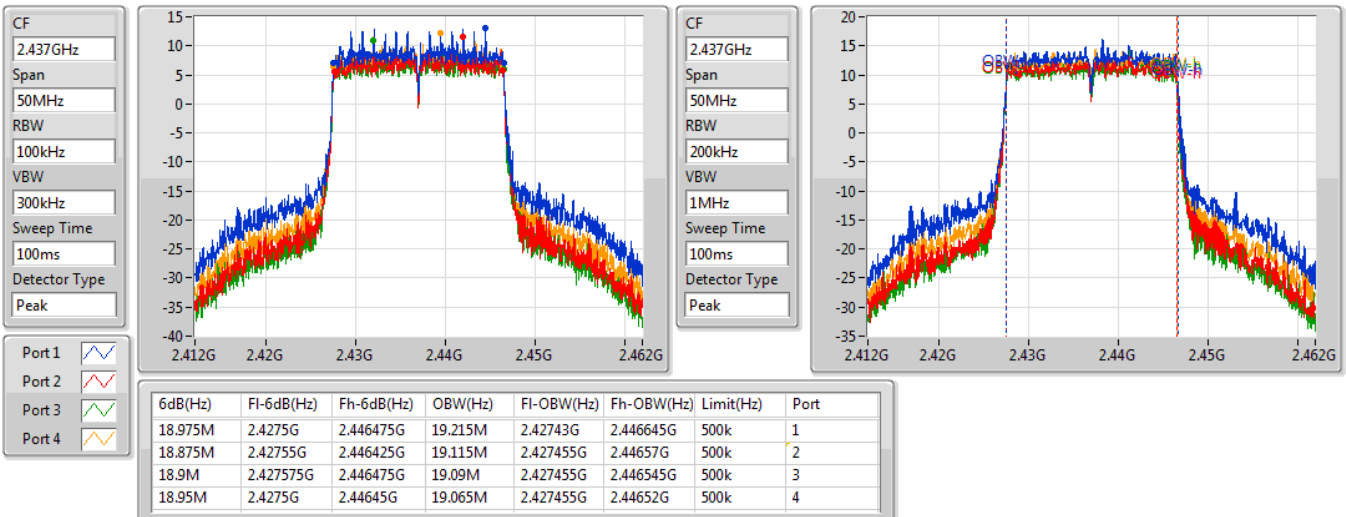 CF
2.437GHz
Span
50MHz
RBW
100kHz
VBW
300kHz
Sweep Time
100ms
Detector Type
Peak
15
10
5
0
-5
-10
-15
-20
-25
-30
-35
-40
2.412G 2.42G 2.43G 2.44G 2.45G 2.462G
CF
2.437GHz
Span
50MHz
RBW
200kHz
VBW
1MHz
Sweep Time
100ms
Detector Type
Peak
20
15
10
5
0
-5
-10
-15
-20
-25
-30
-35
2.412G 2.42G 2.43G 2.44G 2.45G 2.462G
Port 1
Port 2
Port 3
Port 4
6dB(Hz) Fl-6dB(Hz) Fh-6dB(Hz) OBW(Hz) Fl-OBW(Hz) Fh-OBW(Hz) Limit(Hz) Port
18.975M 2.4275G 2.446475G 19.215M 2.42743G 2.446645G 500k 1
18.875M 2.42755G 2.446425G 19.115M 2.427455G 2.44657G 500k 2
18.9M 2.427575G 2.446475G 19.09M 2.427455G 2.446545G 500k 3
18.95M 2.4275G 2.44645G 19.065M 2.427455G 2.44652G 500k 4